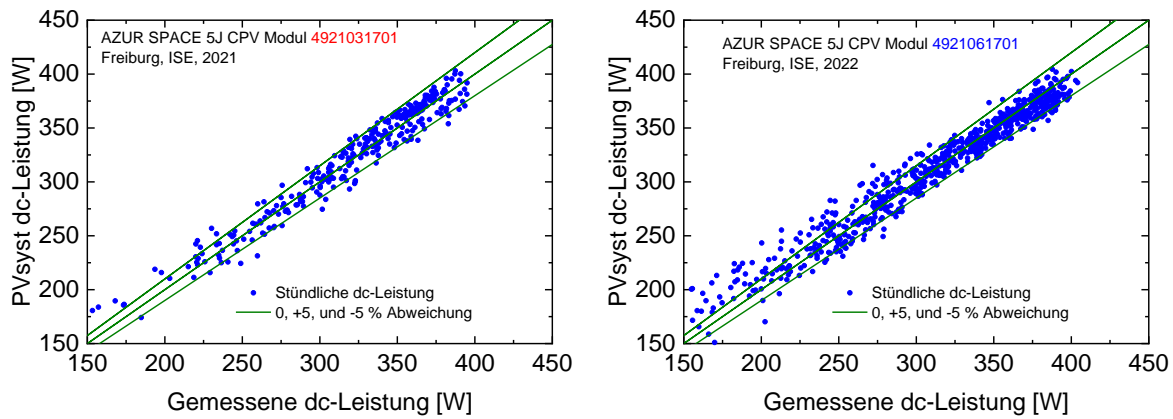 AZUR SPACE 5J CPV Modul 4921031701
Freiburg, ISE, 2021
PVsyst dc-Leistung [W]
450
400
350
300
250
200
150
Stündliche dc-Leistung
0, +5, und -5 % Abweichung
150 200 250 300 350 400 450
Gemessene dc-Leistung [W]
AZUR SPACE 5J CPV Modul 4921061701
Freiburg, ISE, 2022
PVsyst dc-Leistung [W]
450
400
350
300
250
200
150
Stündliche dc-Leistung
0, +5, und -5 % Abweichung
150 200 250 300 350 400 450
Gemessene dc-Leistung [W]